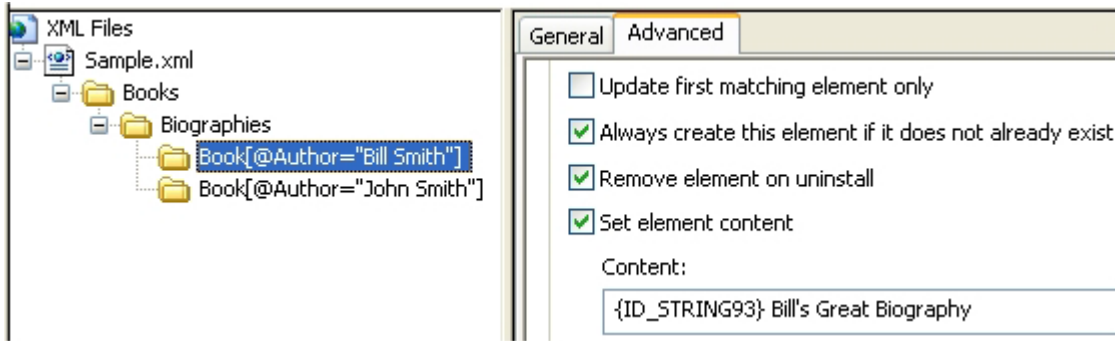 XML Files
Sample.xml
Books
Biographies
Book[@Author="Bill Smith"]
Book[@Author="John Smith"]
General
Advanced
Update first matching element only
Always create this element if it does not already exist
Remove element on uninstall
Set element content
Content:
{ID_STRING93} Bill's Great Biography